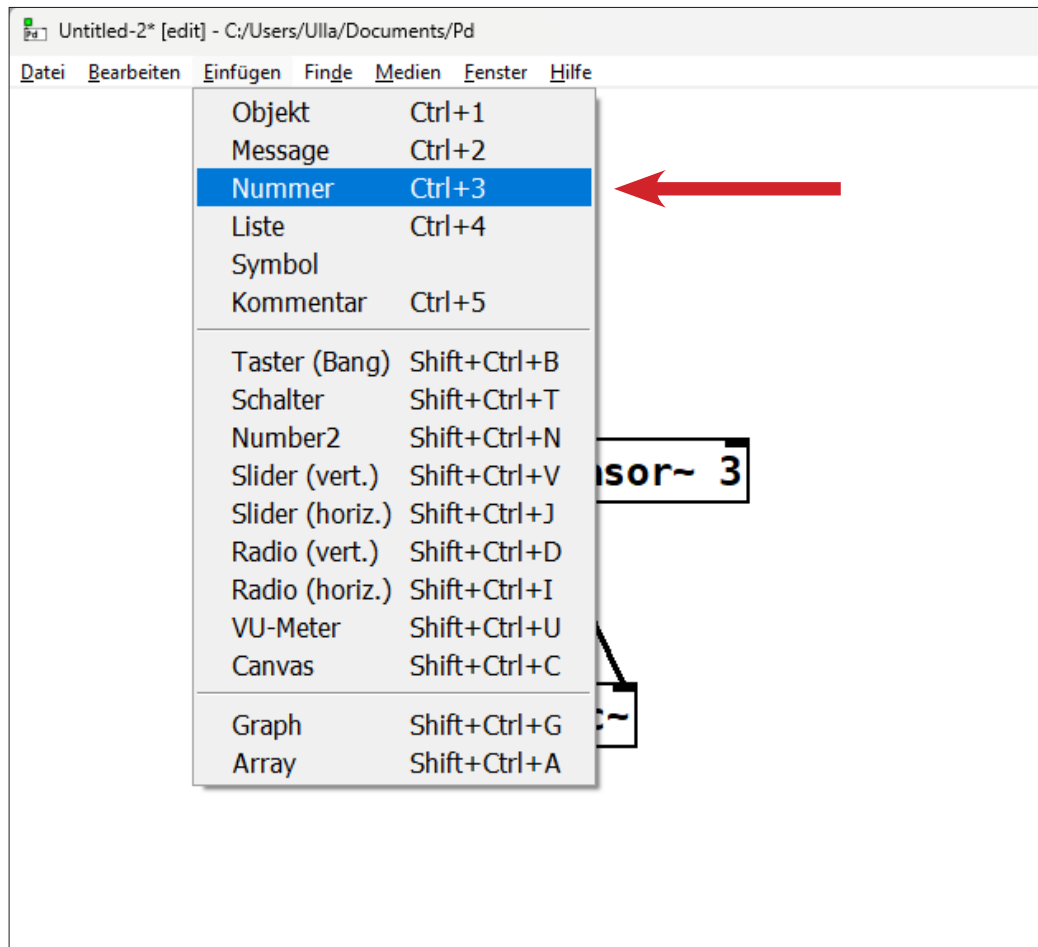 Untitled-2* [edit] - C:/Users/Ulla/Documents/Pd
Datei Bearbeiten Einfügen Finde Medien Fenster Hilfe
Objekt Ctrl+1
Message Ctrl+2
Nummer Ctrl+3
Liste Ctrl+4
Symbol
Kommentar Ctrl+5
Taster (Bang) Shift+Ctrl+B
Schalter Shift+Ctrl+T
Number2 Shift+Ctrl+N
Slider (vert.) Shift+Ctrl+V
Slider (horiz.) Shift+Ctrl+J
Radio (vert.) Shift+Ctrl+D
Radio (horiz.) Shift+Ctrl+I
VU-Meter Shift+Ctrl+U
Canvas Shift+Ctrl+C
Graph Shift+Ctrl+G
Array Shift+Ctrl+A
sor~ 3